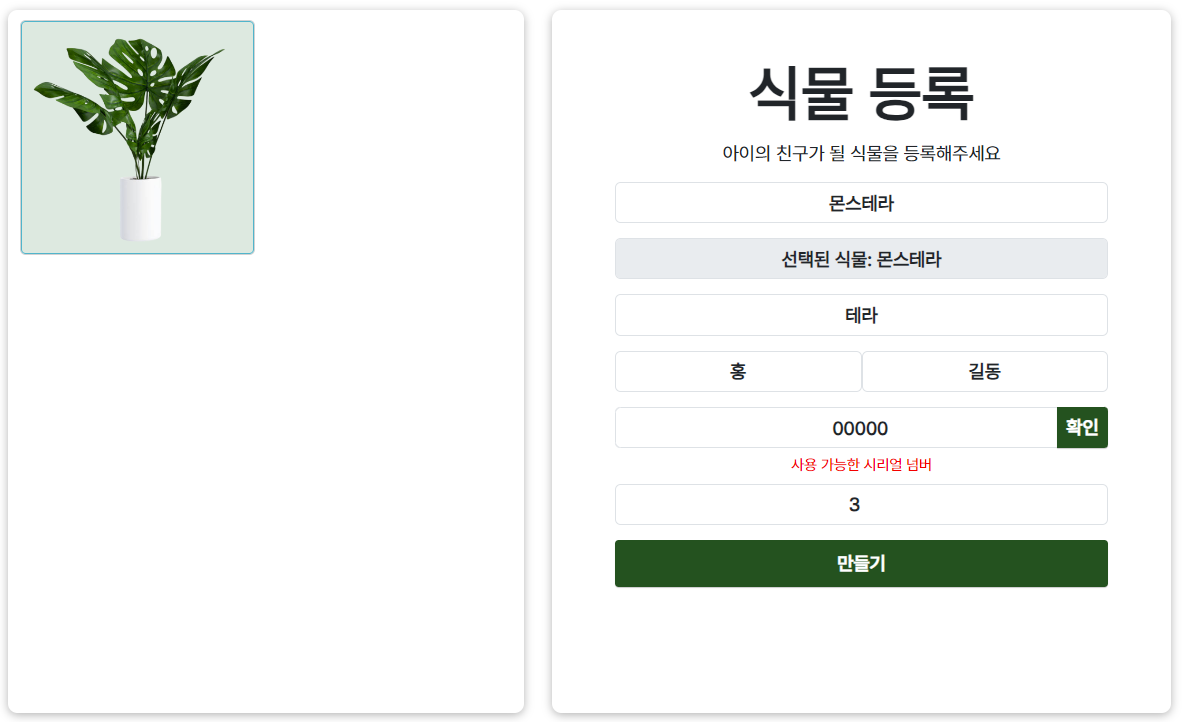 식물 등록
아이의 친구가 될 식물을 등록해주세요
몬스테라
선택된 식물: 몬스테라
테라
홍 길동
00000 확인
사용 가능한 시리얼 넘버
3
만들기